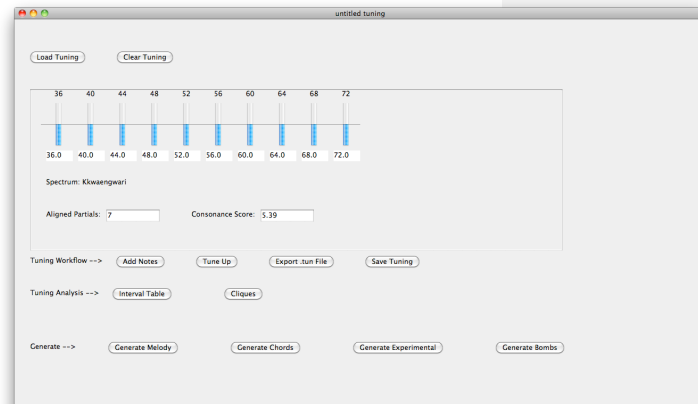 untitled tuning
Load Tuning Clear Tuning
36 40 44 48 52 56 60 64 68 72
36.0 40.0 44.0 48.0 52.0 56.0 60.0 64.0 68.0 72.0
Spectrum: Kkwaengwari
Aligned Partials: 7 Consonance Score: 5.39
Tuning Workflow --> Add Notes Tune Up Export .tun File Save Tuning
Tuning Analysis --> Interval Table Cliques
Generate --> Generate Melody Generate Chords Generate Experimental Generate Bombs